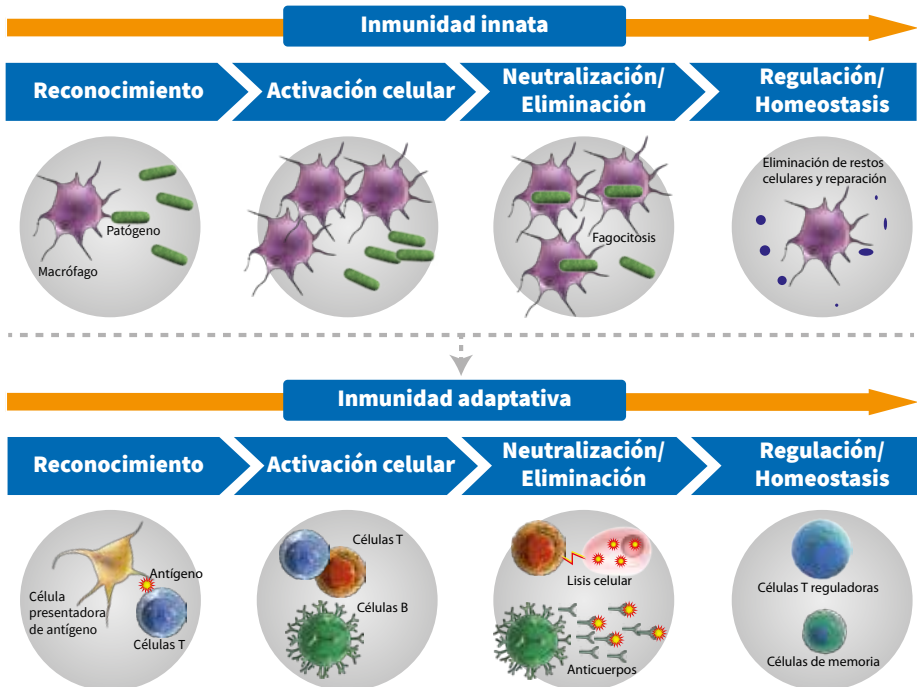 Inmunidad innata
Reconocimiento
Activación celular
Neutralización/
Eliminación
Regulación/
Homeostasis
Patógeno
Macrófago
Fagocitosis
Eliminación de restos
celulares y reparación
Inmunidad adaptativa
Reconocimiento
Activación celular
Neutralización/
Eliminación
Regulación/
Homeostasis
Antígeno
Célula
presentadora
de antígeno
Células T
Células T
Células B
Lisis celular
Anticuerpos
Células T reguladoras
Células de memoria